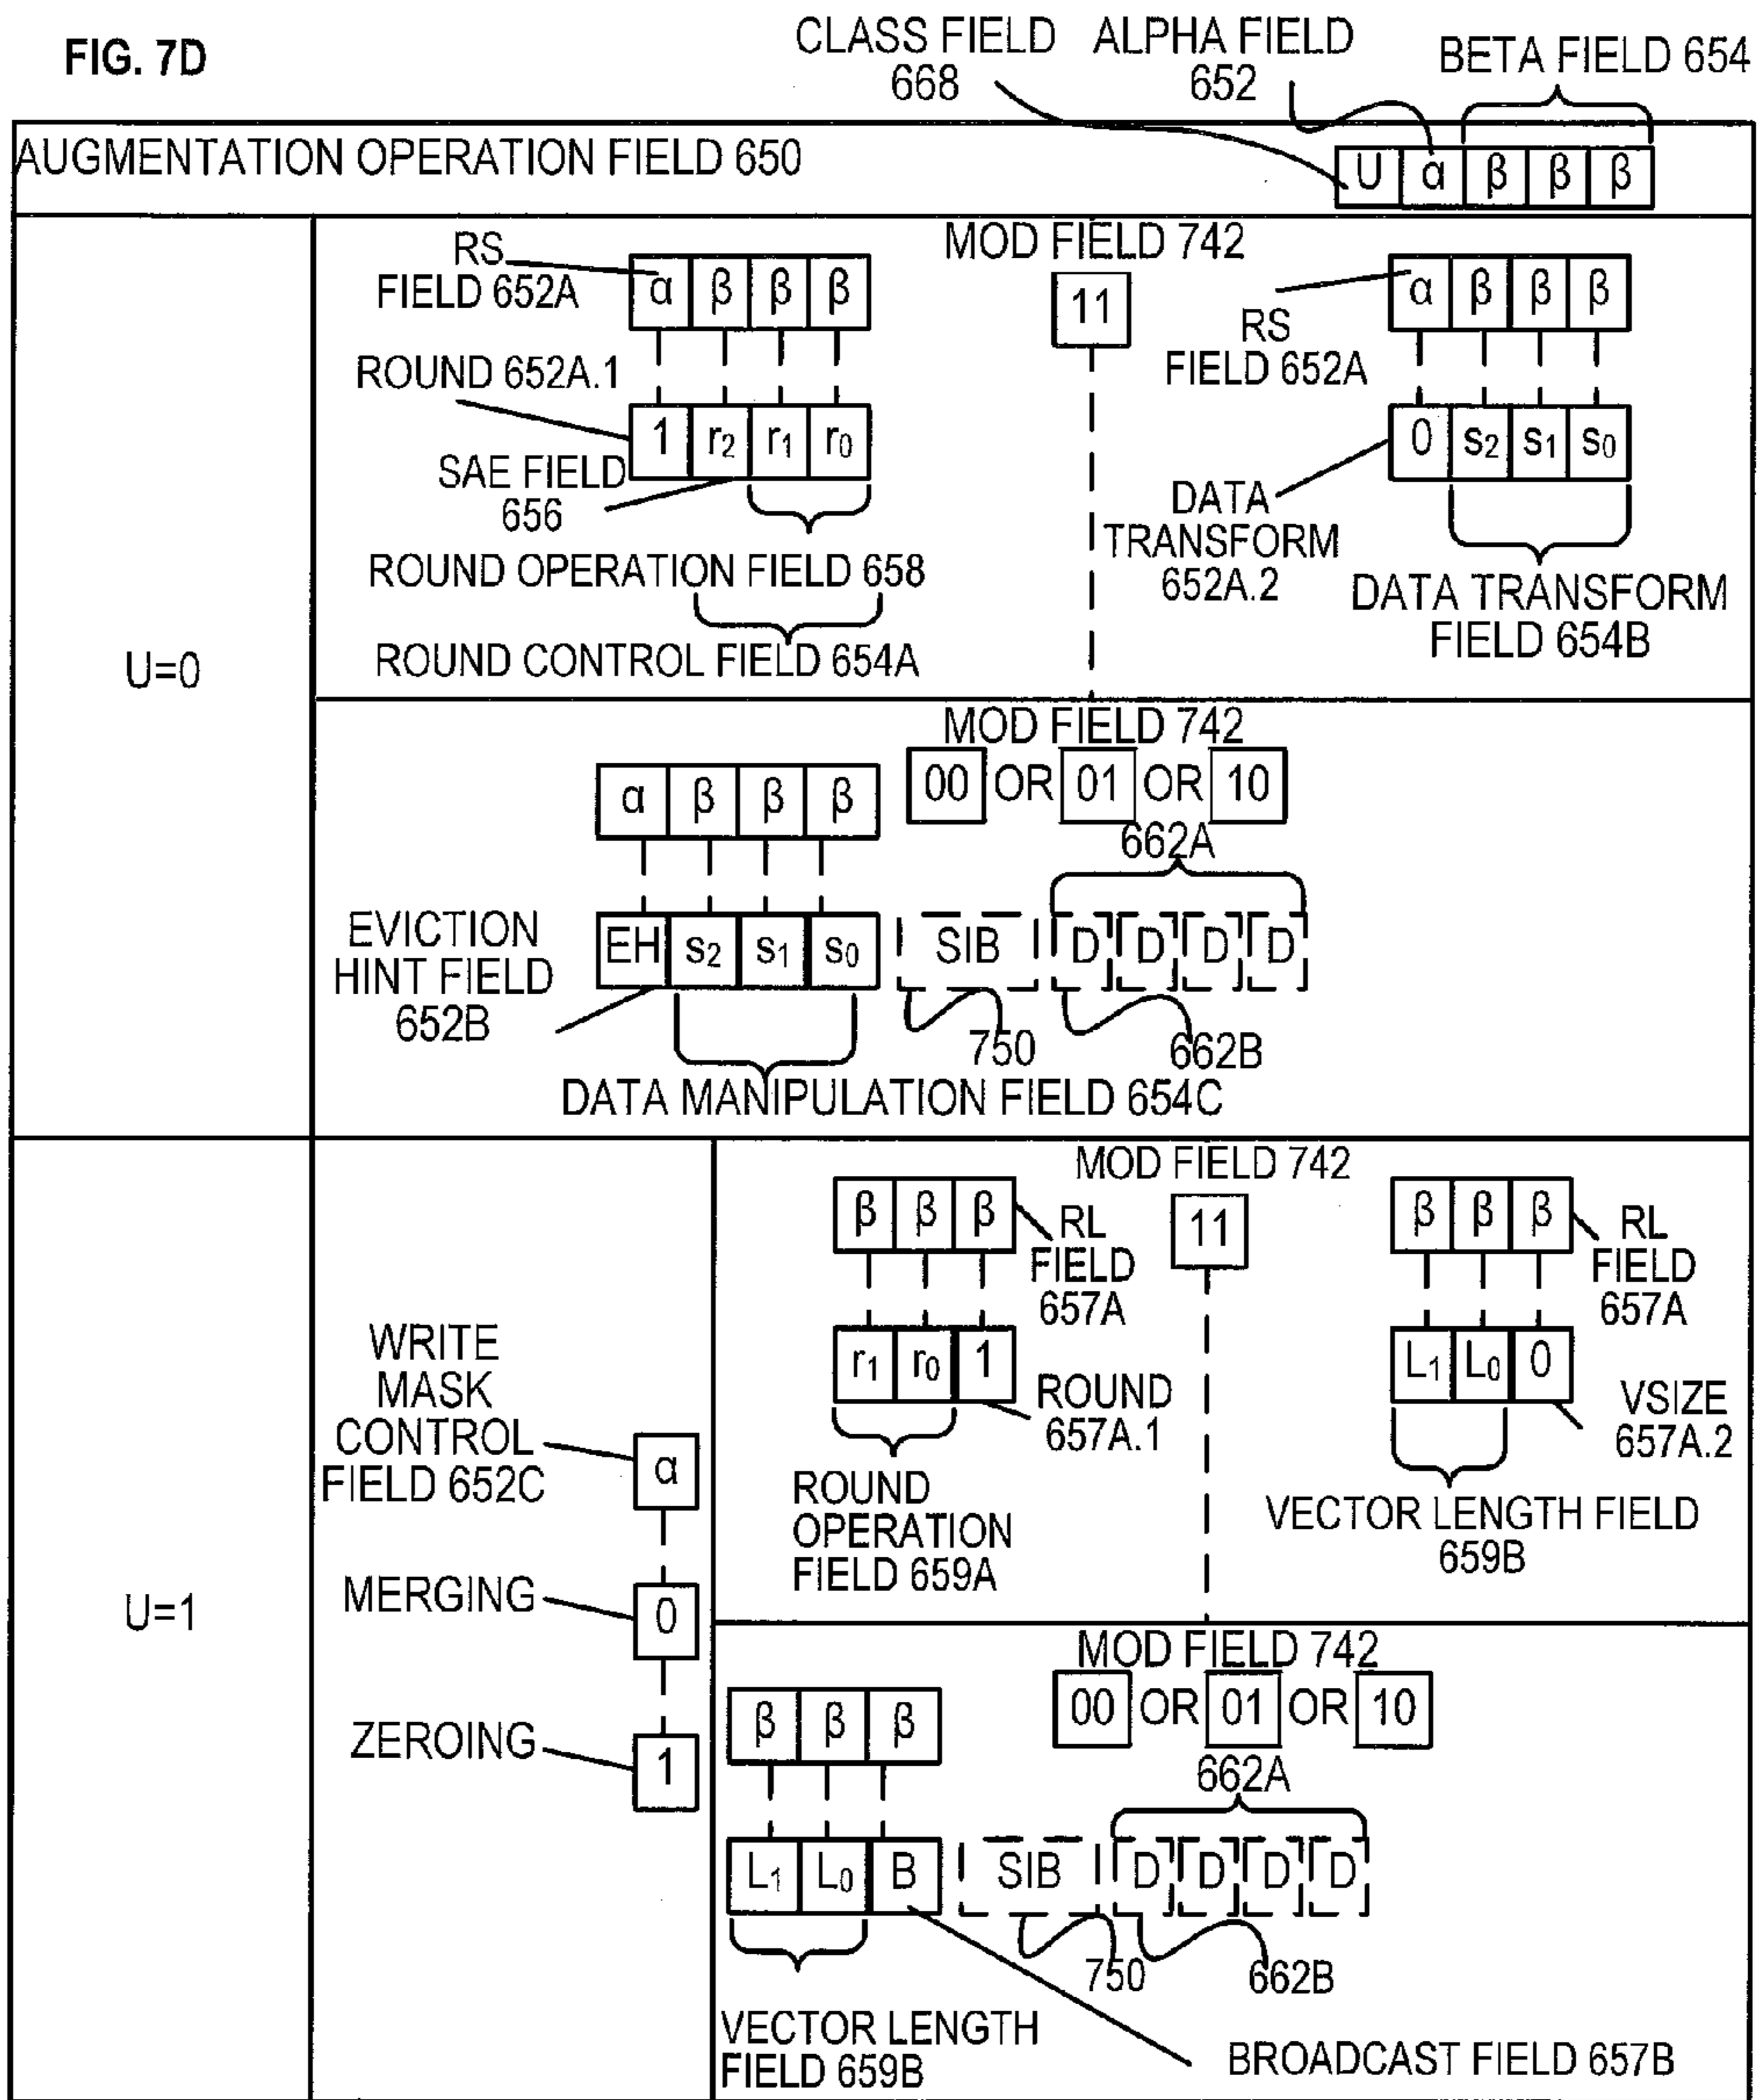 FIG. 7D
CLASS FIELD
668
ALPHA FIELD
652
BETA FIELD 654
AUGMENTATION OPERATION FIELD 650
U α β β β
U=0
MOD FIELD 742
11
RS
FIELD 652A
α β β β
ROUND 652A.1
1 r2 r1 r0
SAE FIELD
656
ROUND OPERATION FIELD 658
ROUND CONTROL FIELD 654A
α β β β
RS
FIELD 652A
0 s2 s1 s0
DATA
TRANSFORM
652A.2
DATA TRANSFORM
FIELD 654B
MOD FIELD 742
00 OR 01 OR 10
α β β β
662A
EVICTION
HINT FIELD
652B
EH s2 s1 s0 SIB D D D D
750
662B
DATA MANIPULATION FIELD 654C
U=1
WRITE
MASK
CONTROL
FIELD 652C
α
MERGING
0
ZEROING
1
MOD FIELD 742
11
β β β
RL
FIELD
657A
r1 r0 1
ROUND
657A.1
ROUND
OPERATION
FIELD 659A
β β β
RL
FIELD
657A
L1 L0 0
VSIZE
657A.2
VECTOR LENGTH FIELD
659B
MOD FIELD 742
00 OR 01 OR 10
β β β
662A
L1 L0 B SIB D D D D
750
662B
VECTOR LENGTH
FIELD 659B
BROADCAST FIELD 657B